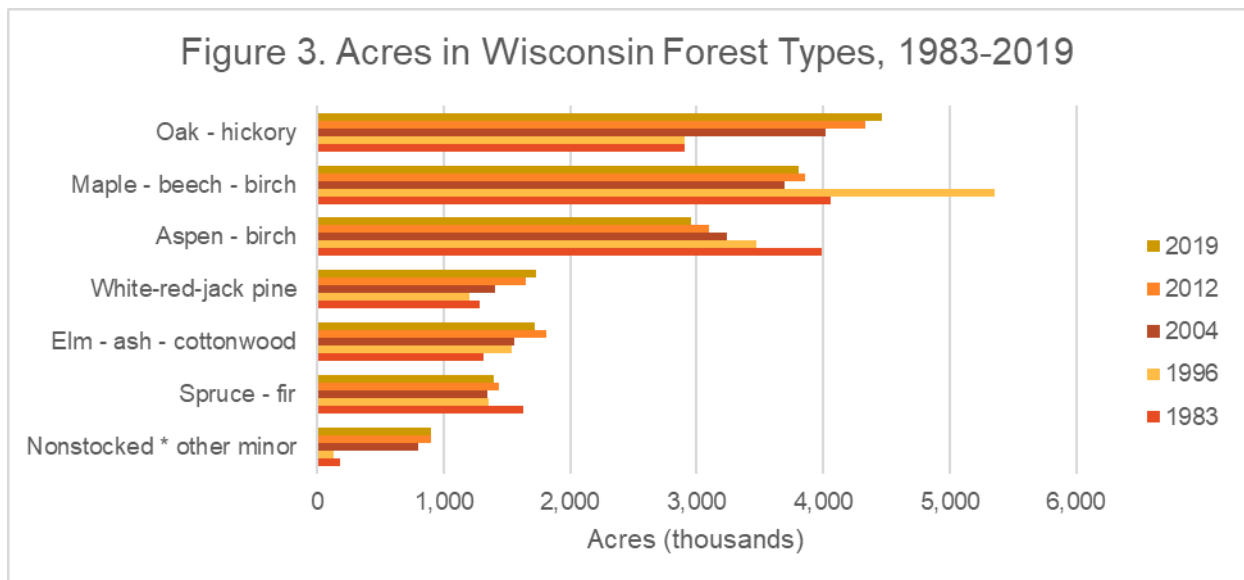 Figure 3. Acres in Wisconsin Forest Types, 1983-2019
Oak - hickory
Maple - beech - birch
Aspen - birch
White-red-jack pine
Elm - ash - cottonwood
Spruce - fir
Nonstocked * other minor
2019
2012
2004
1996
1983
0 1,000 2,000 3,000 4,000 5,000 6,000
Acres (thousands)